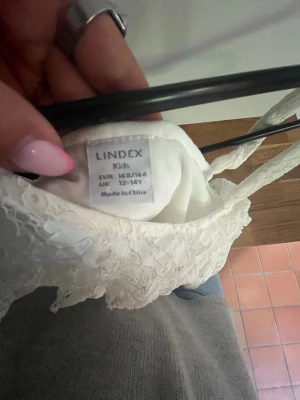 LINDEX
Kids
EUR 158/164
UK 12-14Y
Made in China